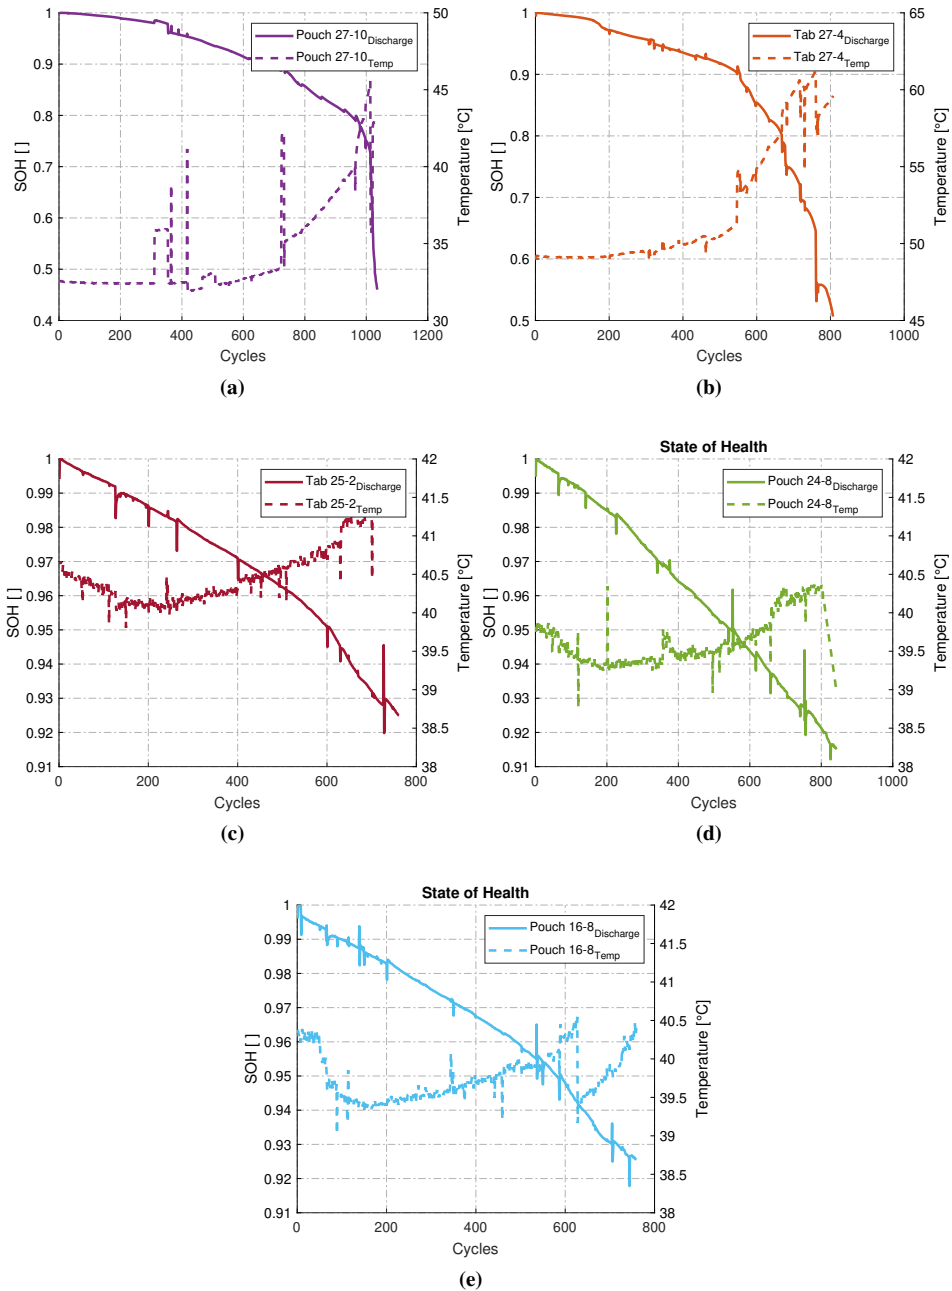 1
0.9
0.8
0.7
0.6
0.5
0.4
SOH [ ]
50
45
40
35
30
Temperature [°C]
0 200 400 600 800 1000 1200
Cycles
Pouch 27-10Discharge
Pouch 27-10Temp
(a)
1
0.9
0.8
0.7
0.6
0.5
SOH [ ]
65
60
55
50
45
Temperature [°C]
0 200 400 600 800 1000
Cycles
Tab 27-4Discharge
Tab 27-4Temp
(b)
1
0.99
0.98
0.97
0.96
0.95
0.94
0.93
0.92
0.91
SOH [ ]
42
41.5
41
40.5
40
39.5
39
38.5
38
Temperature [°C]
0 200 400 600 800
Cycles
Tab 25-2Discharge
Tab 25-2Temp
(c)
State of Health
1
0.99
0.98
0.97
0.96
0.95
0.94
0.93
0.92
0.91
SOH [ ]
42
41.5
41
40.5
40
39.5
39
38.5
38
Temperature [°C]
0 200 400 600 800 1000
Cycles
Pouch 24-8Discharge
Pouch 24-8Temp
(d)
State of Health
1
0.99
0.98
0.97
0.96
0.95
0.94
0.93
0.92
0.91
SOH [ ]
42
41.5
41
40.5
40
39.5
39
38.5
38
Temperature [°C]
0 200 400 600 800
Cycles
Pouch 16-8Discharge
Pouch 16-8Temp
(e)